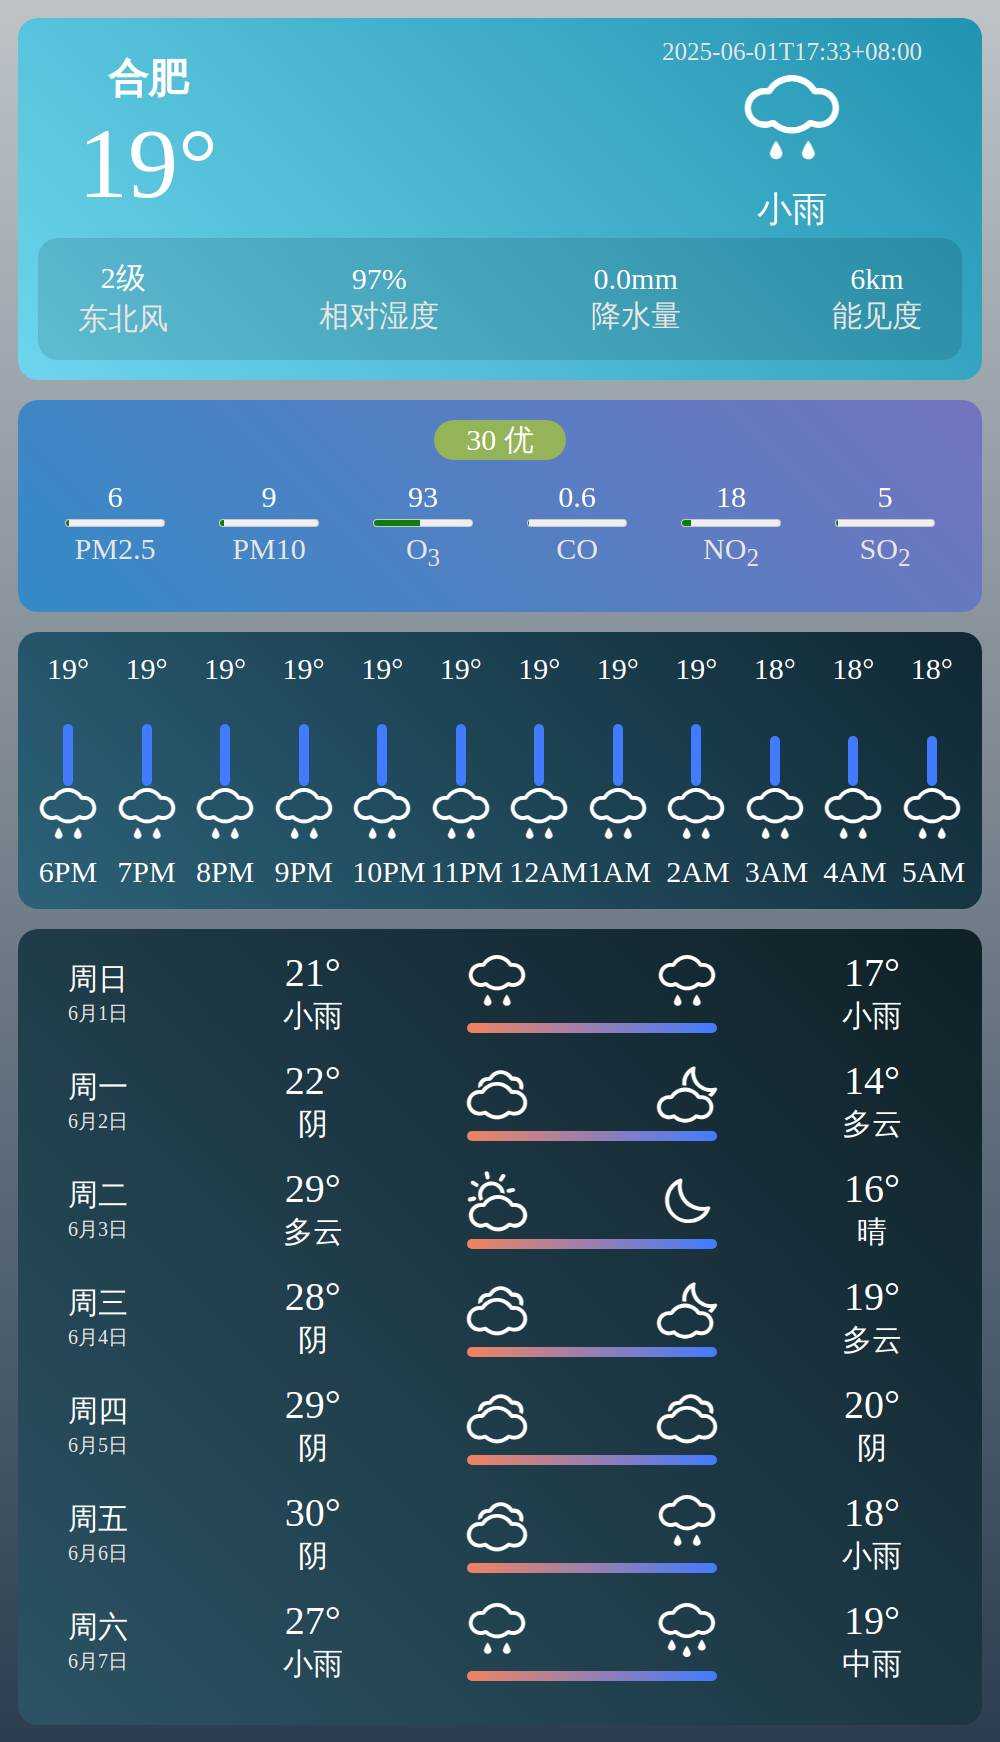 合肥
19°
2025-06-01T17:33+08:00
小雨
2级 97% 0.0mm 6km
东北风 相对湿度 降水量 能见度
30 优
6 9 93 0.6 18 5
PM2.5 PM10 O3 CO NO2 SO2
19° 19° 19° 19° 19° 19° 19° 19° 19° 18° 18° 18°
6PM 7PM 8PM 9PM 10PM 11PM 12AM 1AM 2AM 3AM 4AM 5AM
周日 21° 17°
6月1日 小雨 小雨
周一 22° 14°
6月2日 阴 多云
周二 29° 16°
6月3日 多云 晴
周三 28° 19°
6月4日 阴 多云
周四 29° 20°
6月5日 阴 阴
周五 30° 18°
6月6日 阴 小雨
周六 27° 19°
6月7日 小雨 中雨